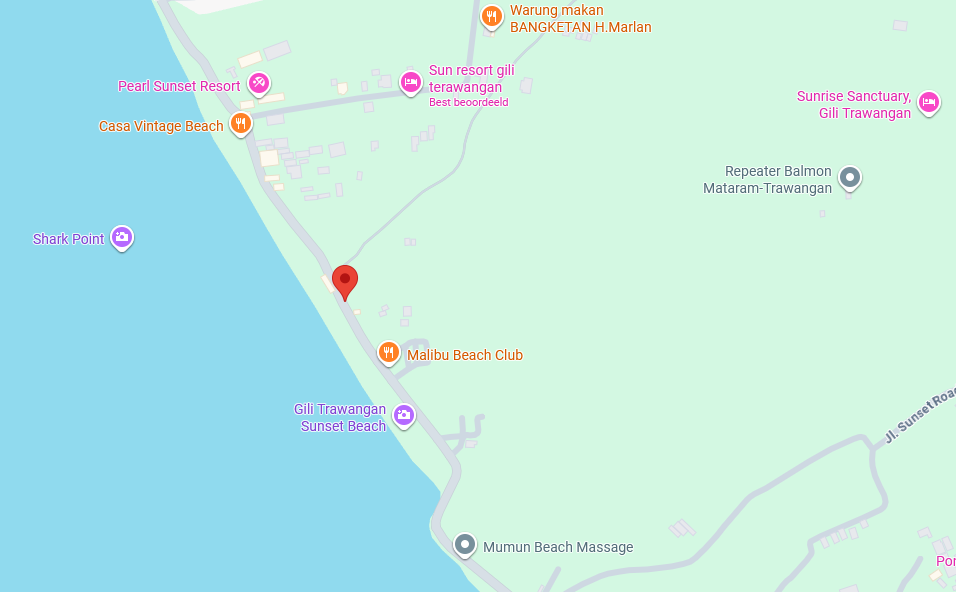 Warung makan
BANGKETAN H.Marlan
Pearl Sunset Resort
Sun resort gili
terawangan
Best beoordeeld
Casa Vintage Beach
Sunrise Sanctuary,
Gili Trawangan
Repeater Balmon
Mataram-Trawangan
Shark Point
Malibu Beach Club
Gili Trawangan
Sunset Beach
Jl. Sunset Road
Mumun Beach Massage
Por